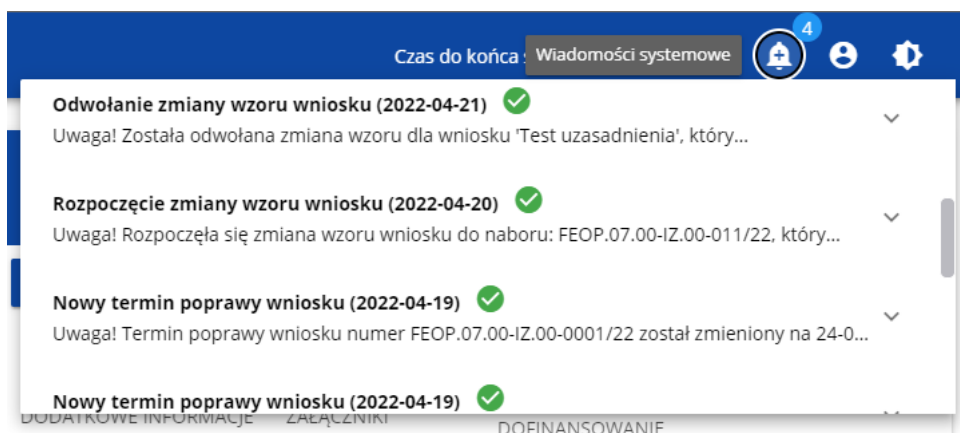 4
Czas do końca
Wiadomości systemowe
Odwołanie zmiany wzoru wniosku (2022-04-21)
Uwaga! Została odwołana zmiana wzoru dla wniosku 'Test uzasadnienia', który...
Rozpoczęcie zmiany wzoru wniosku (2022-04-20)
Uwaga! Rozpoczęła się zmiana wzoru wniosku do naboru: FEOP.07.00-IZ.00-011/22, który...
Nowy termin poprawy wniosku (2022-04-19)
Uwaga! Termin poprawy wniosku numer FEOP.07.00-IZ.00-0001/22 został zmieniony na 24-0...
Nowy termin poprawy wniosku (2022-04-19)
DODATKOWE INFORMACJE ZAŁĄCZNIKI
DOFINANSOWANIE